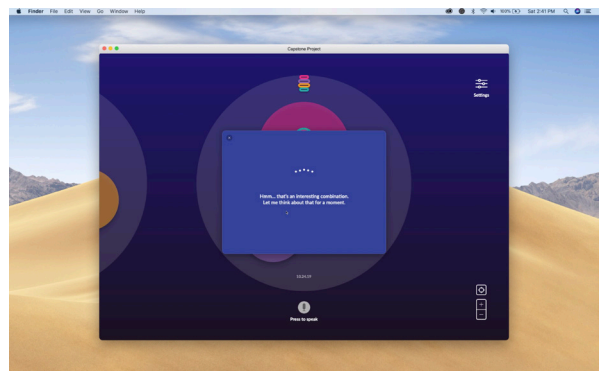 Finder File Edit View Go Window Help
100% Sat 2:41 PM
Capstone Project
Settings
Hmm... that's an interesting combination.
Let me think about that for a moment.
Press to speak